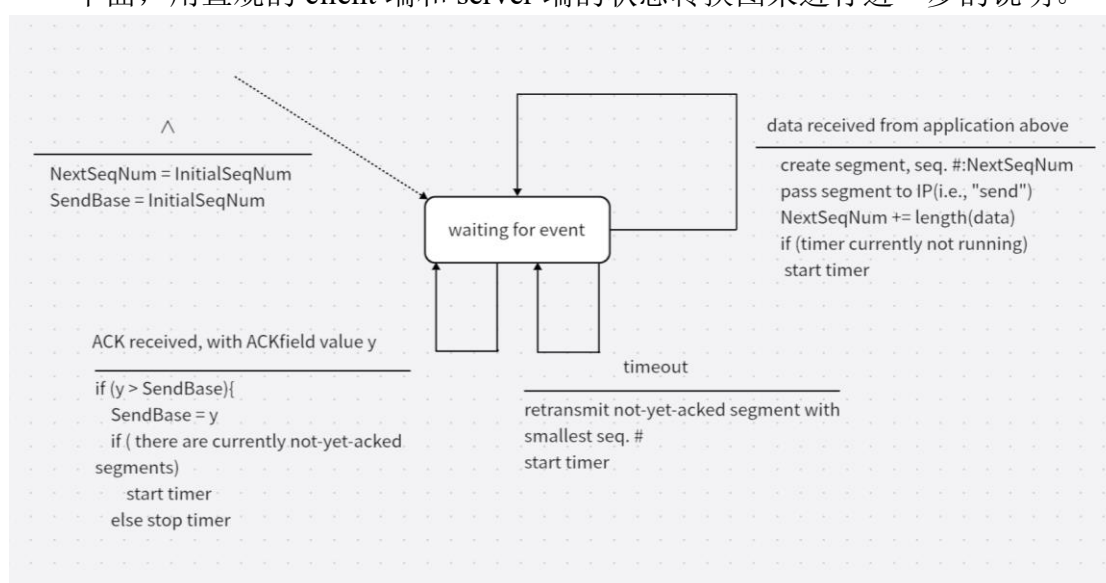 下面，用直观的 client 端和 server 端的状态转换图来进行进一步的说明。
^
NextSeqNum = InitialSeqNum
SendBase = InitialSeqNum
waiting for event
data received from application above
create segment, seq. #:NextSeqNum
pass segment to IP(i.e., "send")
NextSeqNum += length(data)
if (timer currently not running)
start timer
ACK received, with ACKfield value y
if (y > SendBase){
SendBase = y
if ( there are currently not-yet-acked
segments)
start timer
else stop timer
timeout
retransmit not-yet-acked segment with
smallest seq. #
start timer